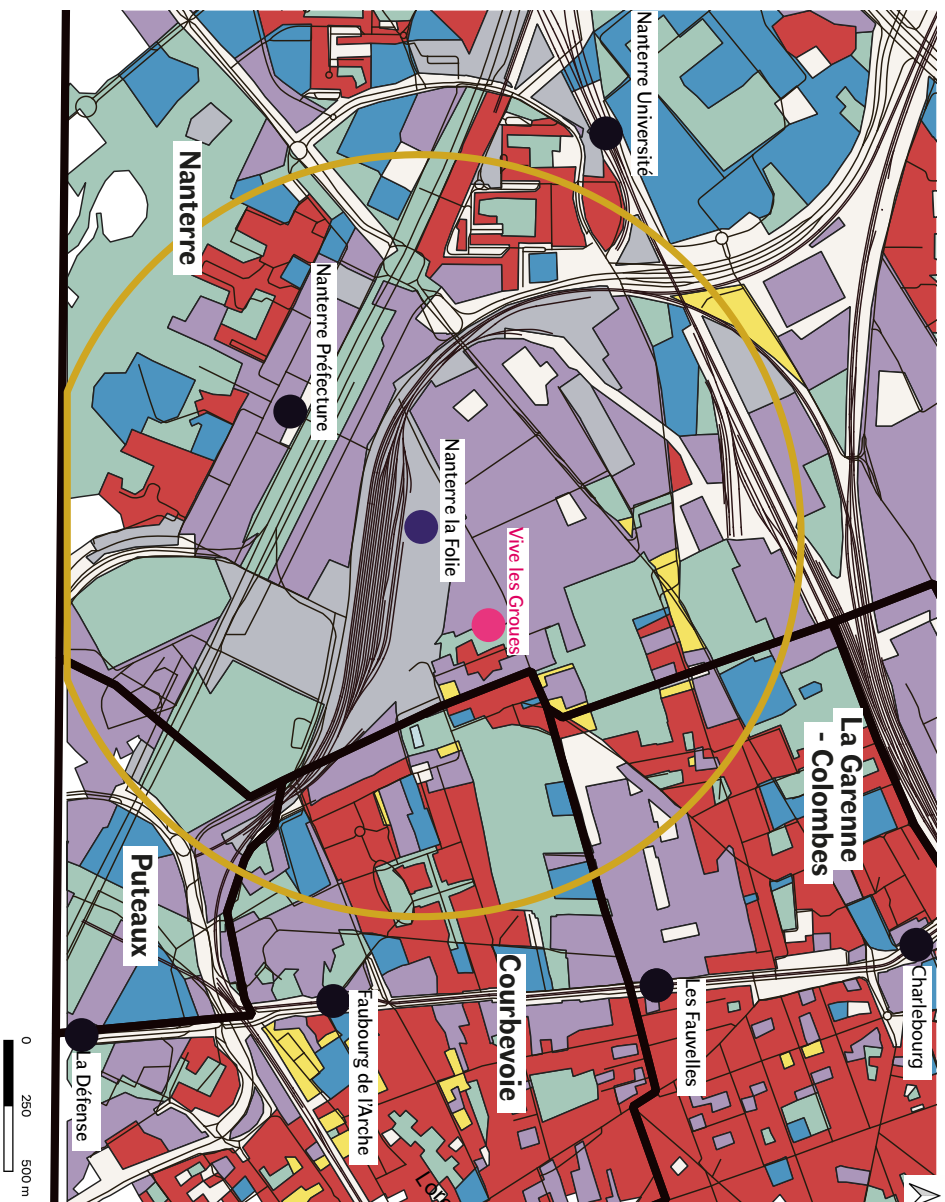 Nanterre Université
Nanterre
Nanterre Préfecture
Nanterre la Folie
Vive les Groues
La Garenne
- Colombes
Puteaux
Courbevoie
Charlebourg
Les Fauvelles
Faubourg de l'Arche
La Défense
0
250
500 m